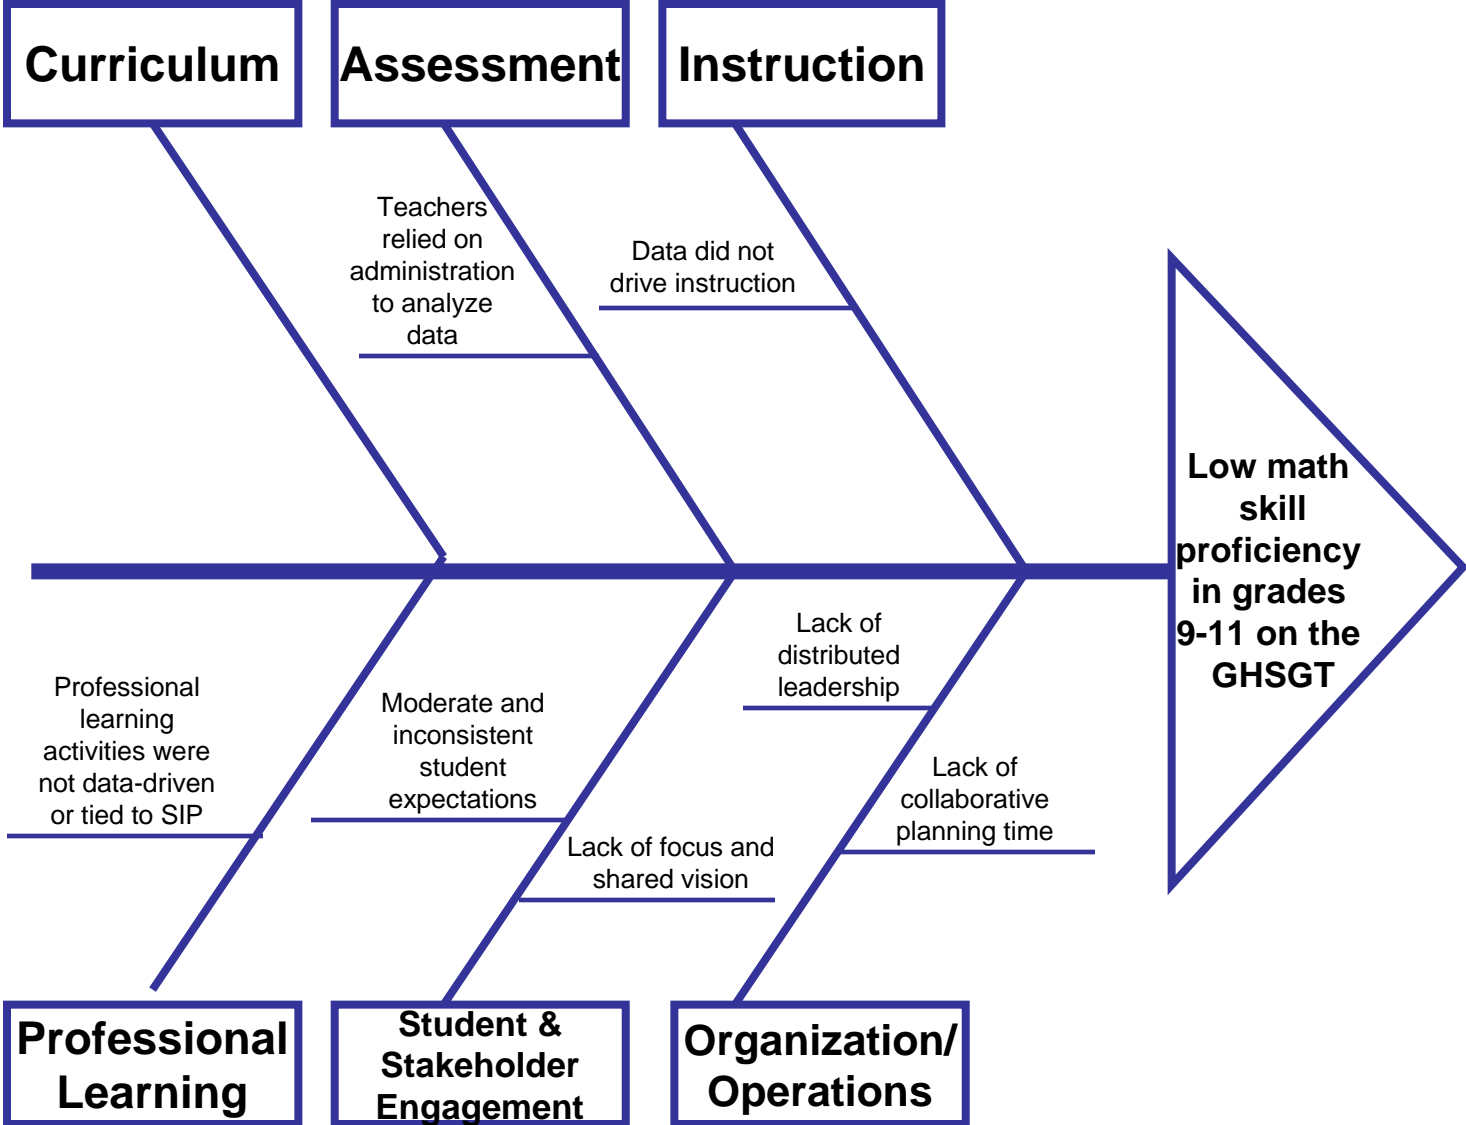 Curriculum
Assessment
Instruction
Teachers
relied on
administration
to analyze
data
Data did not
drive instruction
Low math
skill
proficiency
in grades
9-11 on the
GHSGT
Professional
learning
activities were
not data-driven
or tied to SIP
Moderate and
inconsistent
student
expectations
Lack of focus and
shared vision
Lack of
distributed
leadership
Lack of
collaborative
planning time
Professional
Learning
Student &
Stakeholder
Engagement
Organization/
Operations